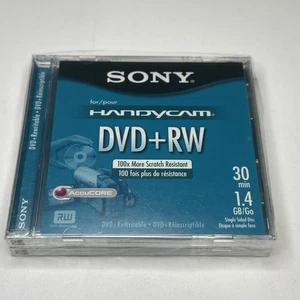 SONY
for/pour
HANDYCAM
DVD+RW
100x More Scratch Resistant
100 fois plus de résistance
30
min
1.4
GB/Go
Single Sided Disc
Disque à simple face
AccuCORE
RW
DVD+ReWritable • DVD+Réinscriptible
SONY
DVD+Rewritable • DVD+Réinscriptible